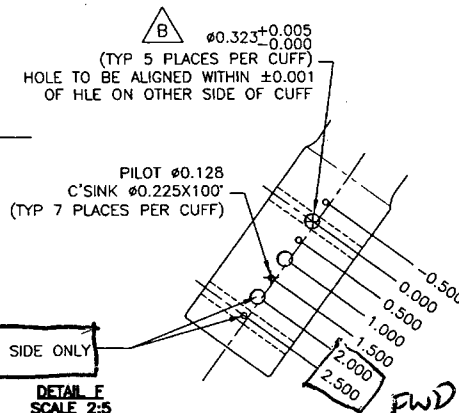 B
Ø0.323 +0.005 -0.000
(TYP 5 PLACES PER CUFF)
HOLE TO BE ALIGNED WITHIN ±0.001
OF HLE ON OTHER SIDE OF CUFF
PILOT Ø0.128
C'SINK Ø0.225X100°
(TYP 7 PLACES PER CUFF)
-0.500
0.000
0.500
1.000
1.500
2.000
2.500
SIDE ONLY
FWD
DETAIL F
SCALE 2:5